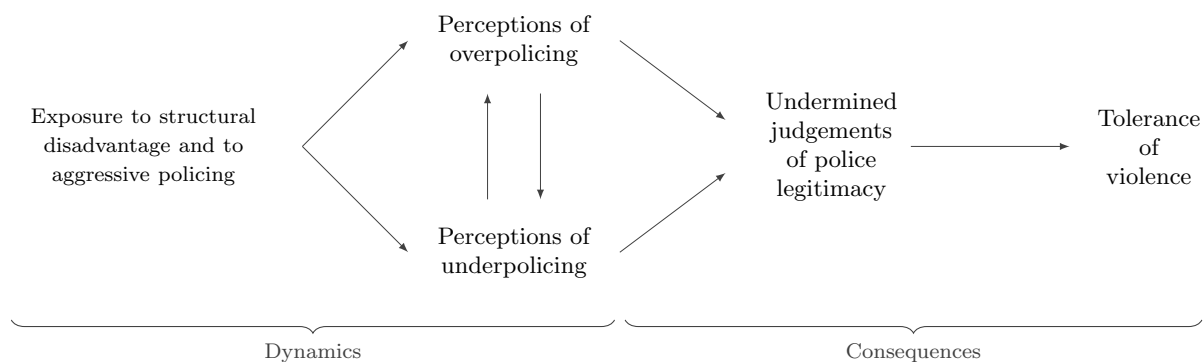 Perceptions of
overpolicing
Exposure to structural
disadvantage and to
aggressive policing
Perceptions of
underpolicing
Undermined
judgements
of police
legitimacy
Tolerance
of
violence
Dynamics
Consequences